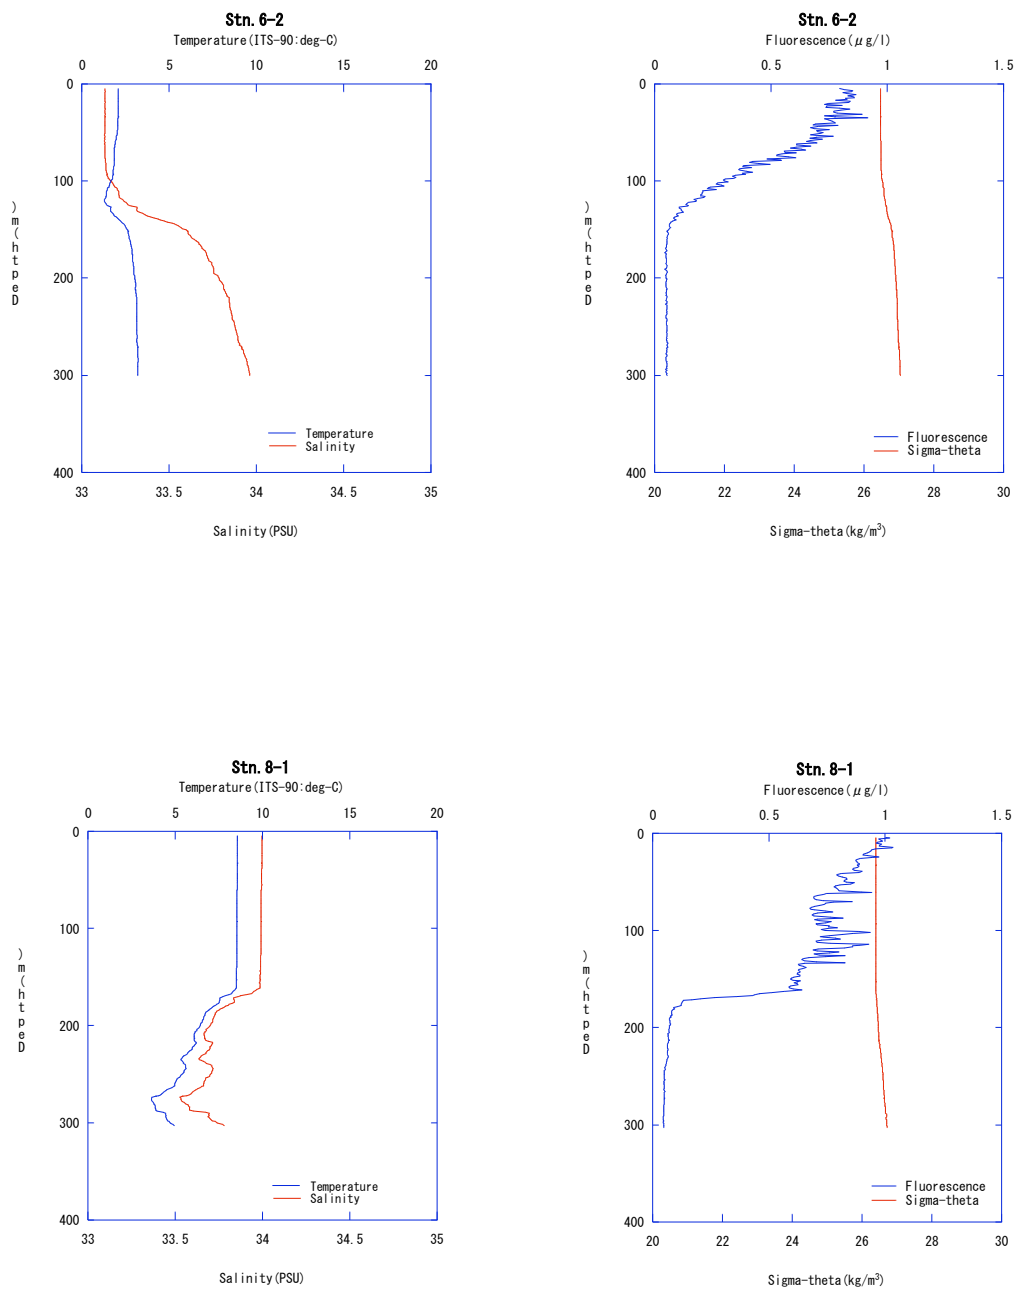 Stn. 6-2
Temperature(ITS-90:deg-C)
0 5 10 15 20
0
100
200
300
400
)m(htpeD
Temperature
Salinity
33 33.5 34 34.5 35
Salinity(PSU)
Stn. 6-2
Fluorescence(μg/l)
0 0.5 1 1.5
0
100
200
300
400
)m(htpeD
Fluorescence
Sigma-theta
20 22 24 26 28 30
Sigma-theta(kg/m³)
Stn. 8-1
Temperature(ITS-90:deg-C)
0 5 10 15 20
0
100
200
300
400
)m(htpeD
Temperature
Salinity
33 33.5 34 34.5 35
Salinity(PSU)
Stn. 8-1
Fluorescence(μg/l)
0 0.5 1 1.5
0
100
200
300
400
)m(htpeD
Fluorescence
Sigma-theta
20 22 24 26 28 30
Sigma-theta(kg/m³)